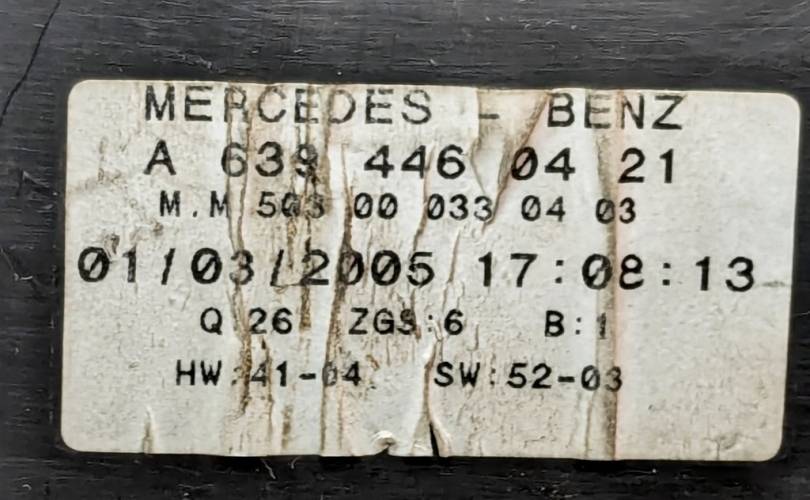 MERCEDES - BENZ
A 639 446 04 21
M.M 503 00 033 04 03
01/03/2005 17:08:13
Q 26 ZGS:6 B:1
HW:41-04 SW:52-03